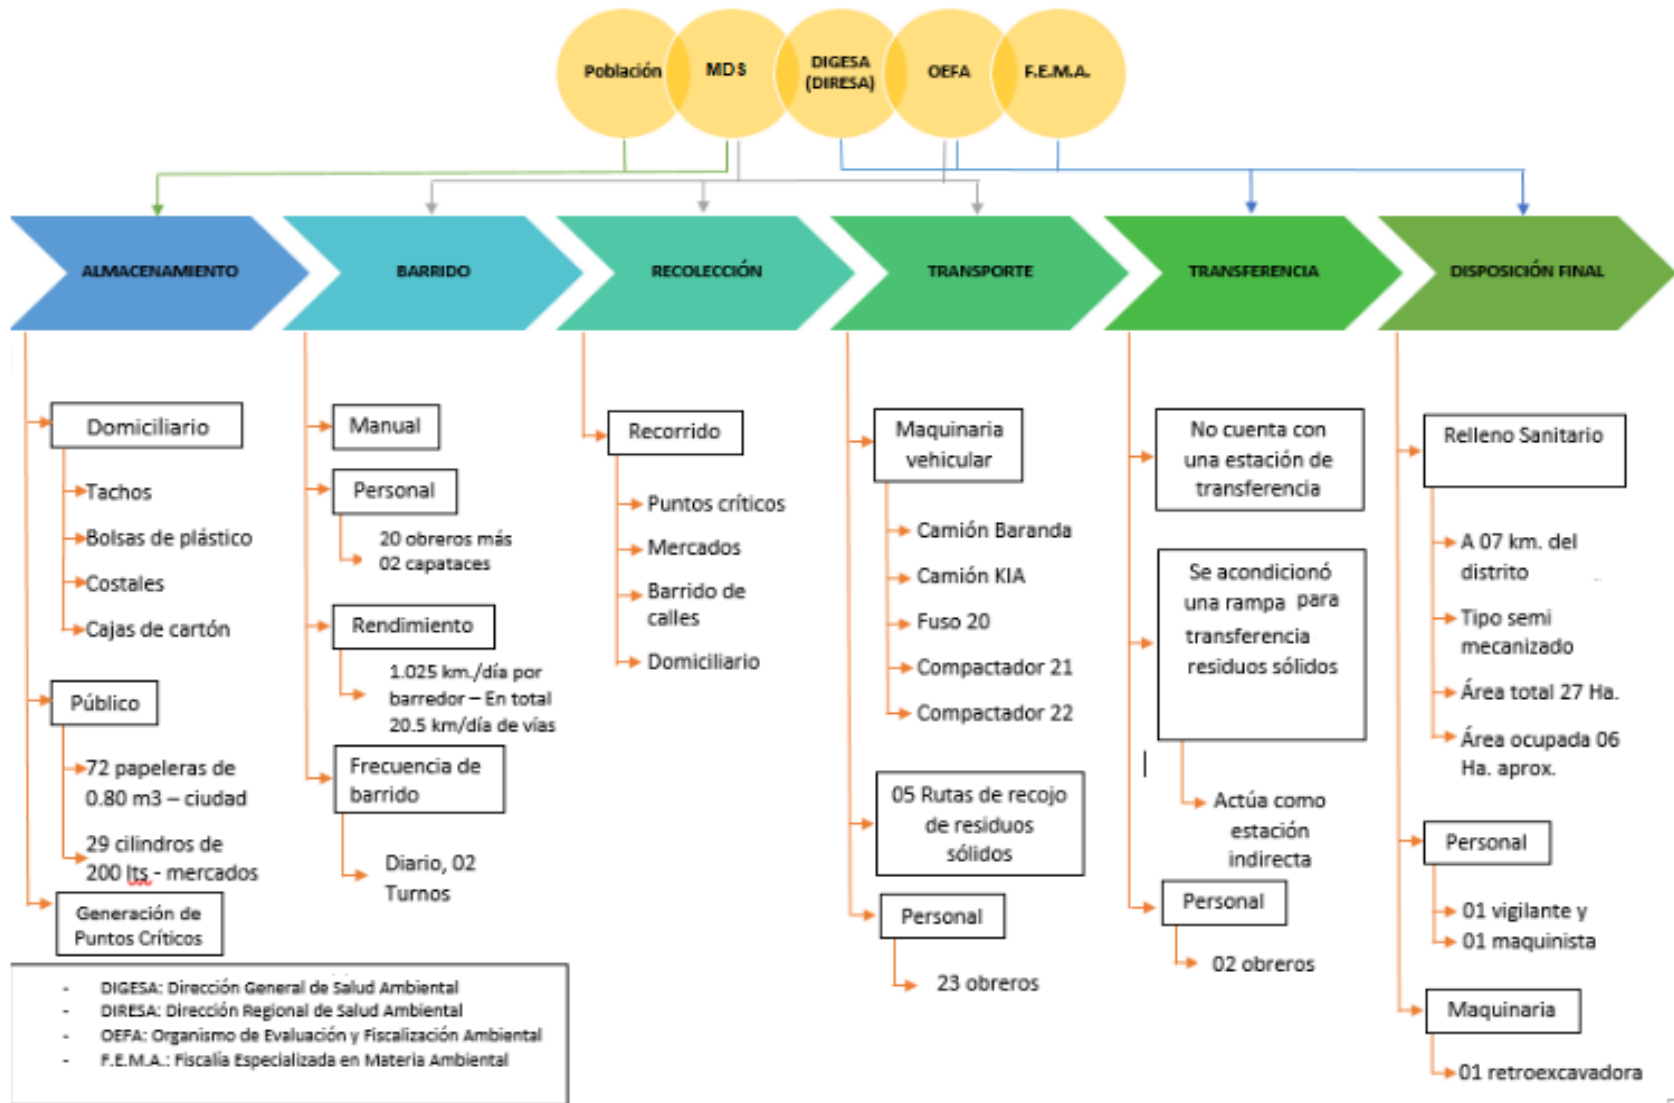 Población
MDS
DIGESA
(DIRESA)
OEFA
F.E.M.A.
ALMACENAMIENTO
BARRIDO
RECOLECCIÓN
TRANSPORTE
TRANSFERENCIA
DISPOSICIÓN FINAL
Domiciliario
Tachos
Bolsas de plástico
Costales
Cajas de cartón
Público
72 papeleras de
0.80 m3 – ciudad
29 cilindros de
200 lts - mercados
Generación de
Puntos Críticos
Manual
Personal
20 obreros más
02 capataces
Rendimiento
1.025 km./día por
barredor – En total
20.5 km/día de vías
Frecuencia de
barrido
Diario, 02
Turnos
Recorrido
Puntos críticos
Mercados
Barrido de
calles
Domiciliario
Maquinaria
vehicular
Camión Baranda
Camión KIA
Fuso 20
Compactador 21
Compactador 22
05 Rutas de recojo
de residuos
sólidos
Personal
23 obreros
No cuenta con
una estación de
transferencia
Se acondicionó
una rampa para
transferencia
residuos sólidos
Actúa como
estación
indirecta
Personal
02 obreros
Relleno Sanitario
A 07 km. del
distrito
Tipo semi
mecanizado
Área total 27 Ha.
Área ocupada 06
Ha. aprox.
Personal
01 vigilante y
01 maquinista
Maquinaria
01 retroexcavadora
- DIGESA: Dirección General de Salud Ambiental
- DIRESA: Dirección Regional de Salud Ambiental
- OEFA: Organismo de Evaluación y Fiscalización Ambiental
- F.E.M.A.: Fiscalía Especializada en Materia Ambiental